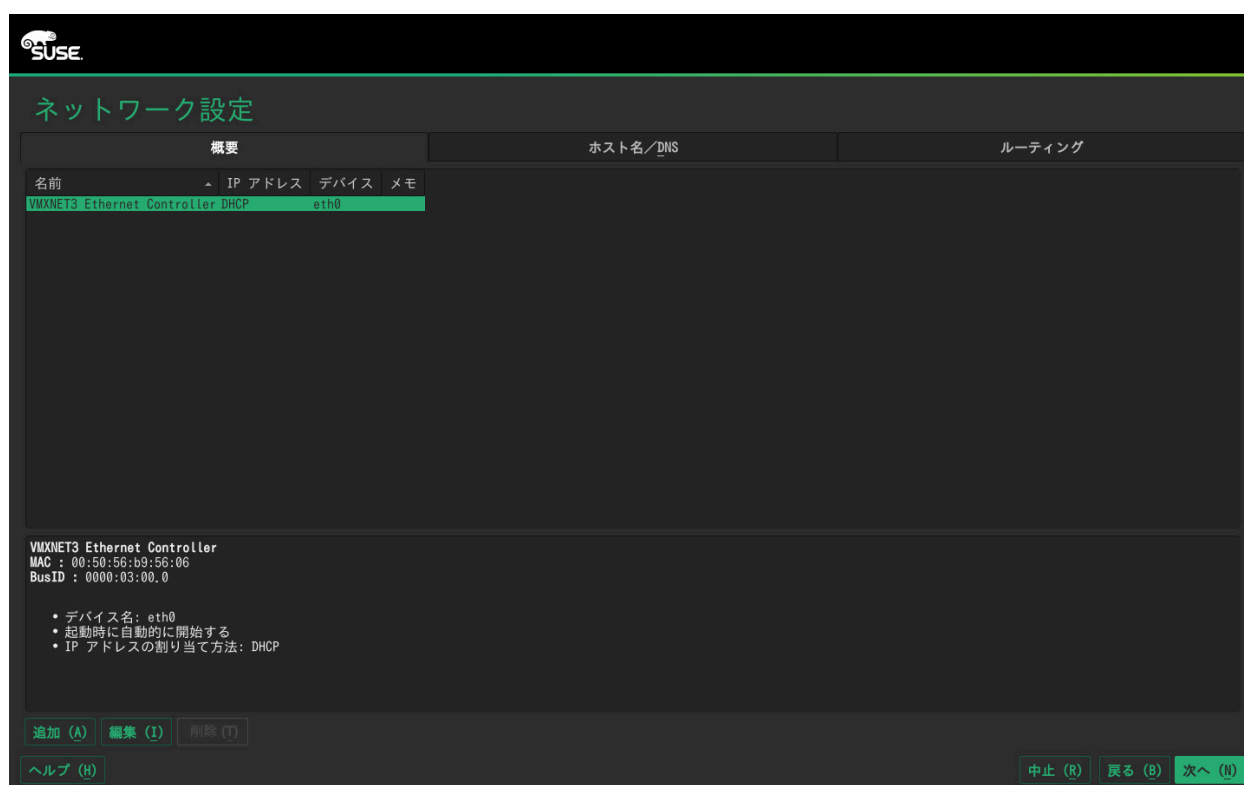 SUSE.
ネットワーク設定
概要 ホスト名／DNS ルーティング
名前 IP アドレス デバイス メモ
VMXNET3 Ethernet Controller DHCP eth0
VMXNET3 Ethernet Controller
MAC : 00:50:56:b9:56:06
BusID : 0000:03:00.0
• デバイス名: eth0
• 起動時に自動的に開始する
• IP アドレスの割り当て方法: DHCP
追加 (A) 編集 (I) 削除 (T)
ヘルプ (H) 中止 (R) 戻る (B) 次へ (N)